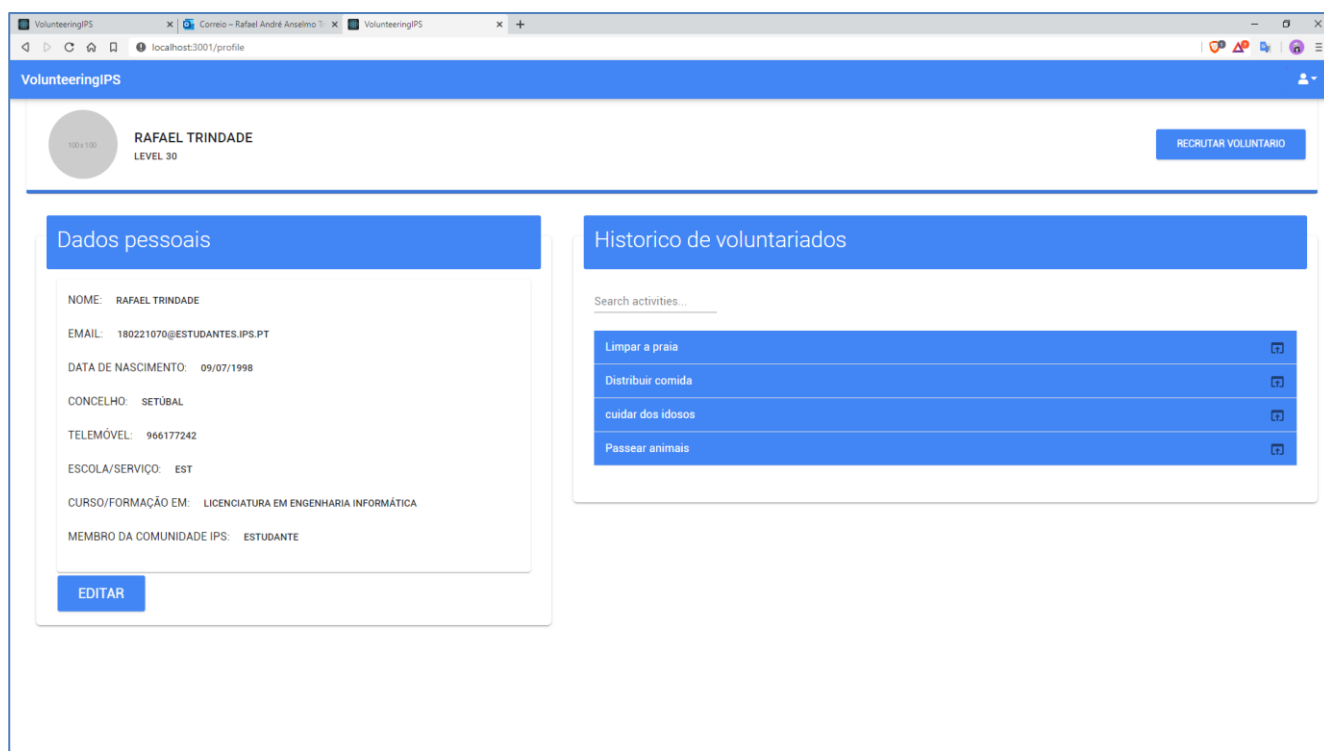 VolunteeringIPS
Correio – Rafael André Anselmo T
VolunteeringIPS
localhost:3001/profile
VolunteeringIPS
100 x 100
RAFAEL TRINDADE
LEVEL 30
RECRUTAR VOLUNTARIO
Dados pessoais
NOME: RAFAEL TRINDADE
EMAIL: 180221070@ESTUDANTES.IPS.PT
DATA DE NASCIMENTO: 09/07/1998
CONCELHO: SETÚBAL
TELEMÓVEL: 966177242
ESCOLA/SERVIÇO: EST
CURSO/FORMAÇÃO EM: LICENCIATURA EM ENGENHARIA INFORMÁTICA
MEMBRO DA COMUNIDADE IPS: ESTUDANTE
EDITAR
Historico de voluntariados
Search activities...
Limpar a praia
Distribuir comida
cuidar dos idosos
Passear animais